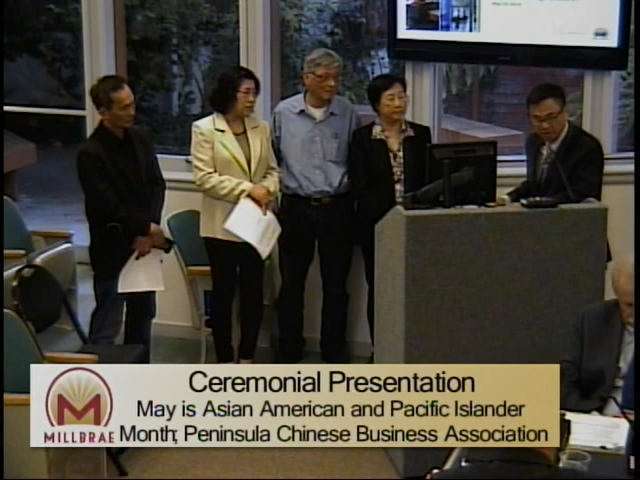 Ceremonial Presentation
May is Asian American and Pacific Islander
Month; Peninsula Chinese Business Association
M
MILLBRAE